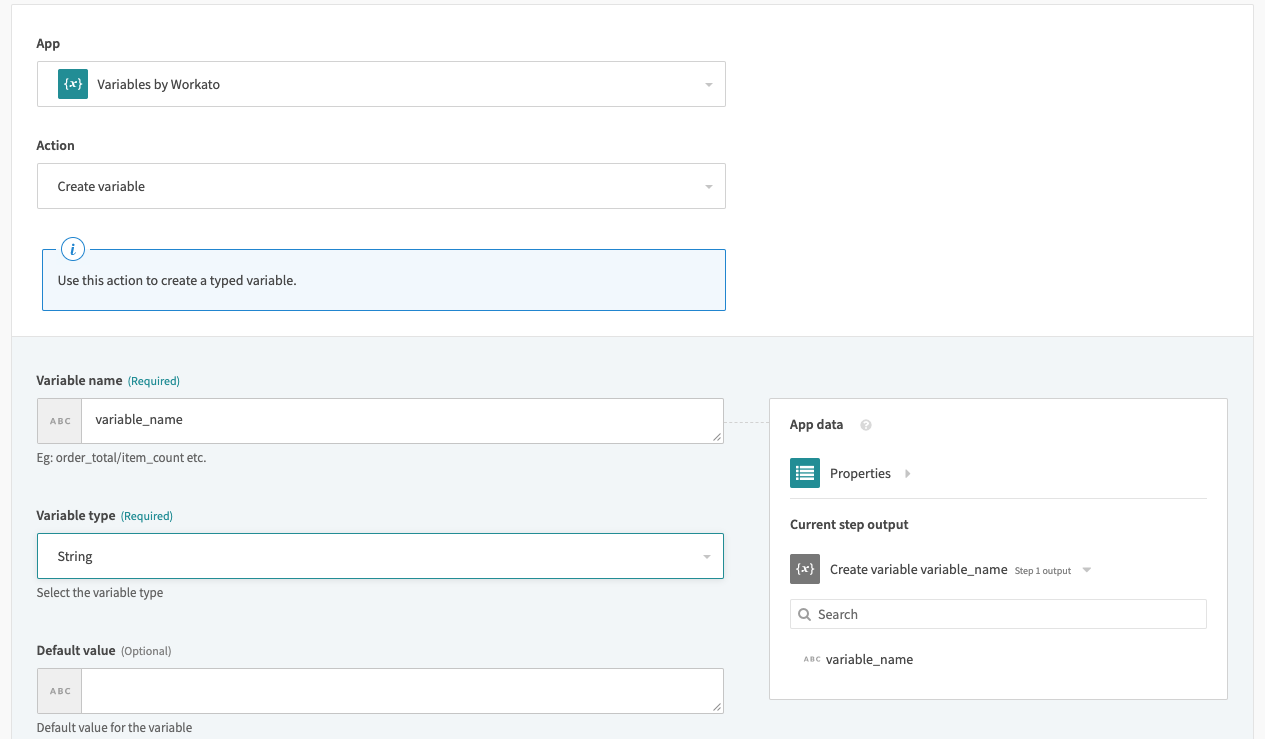 App
{x} Variables by Workato
Action
Create variable
i
Use this action to create a typed variable.
Variable name (Required)
ABC variable_name
Eg: order_total/item_count etc.
Variable type (Required)
String
Select the variable type
Default value (Optional)
ABC
Default value for the variable
App data ?
Properties
Current step output
{x} Create variable variable_name Step 1 output
Search
ABC variable_name